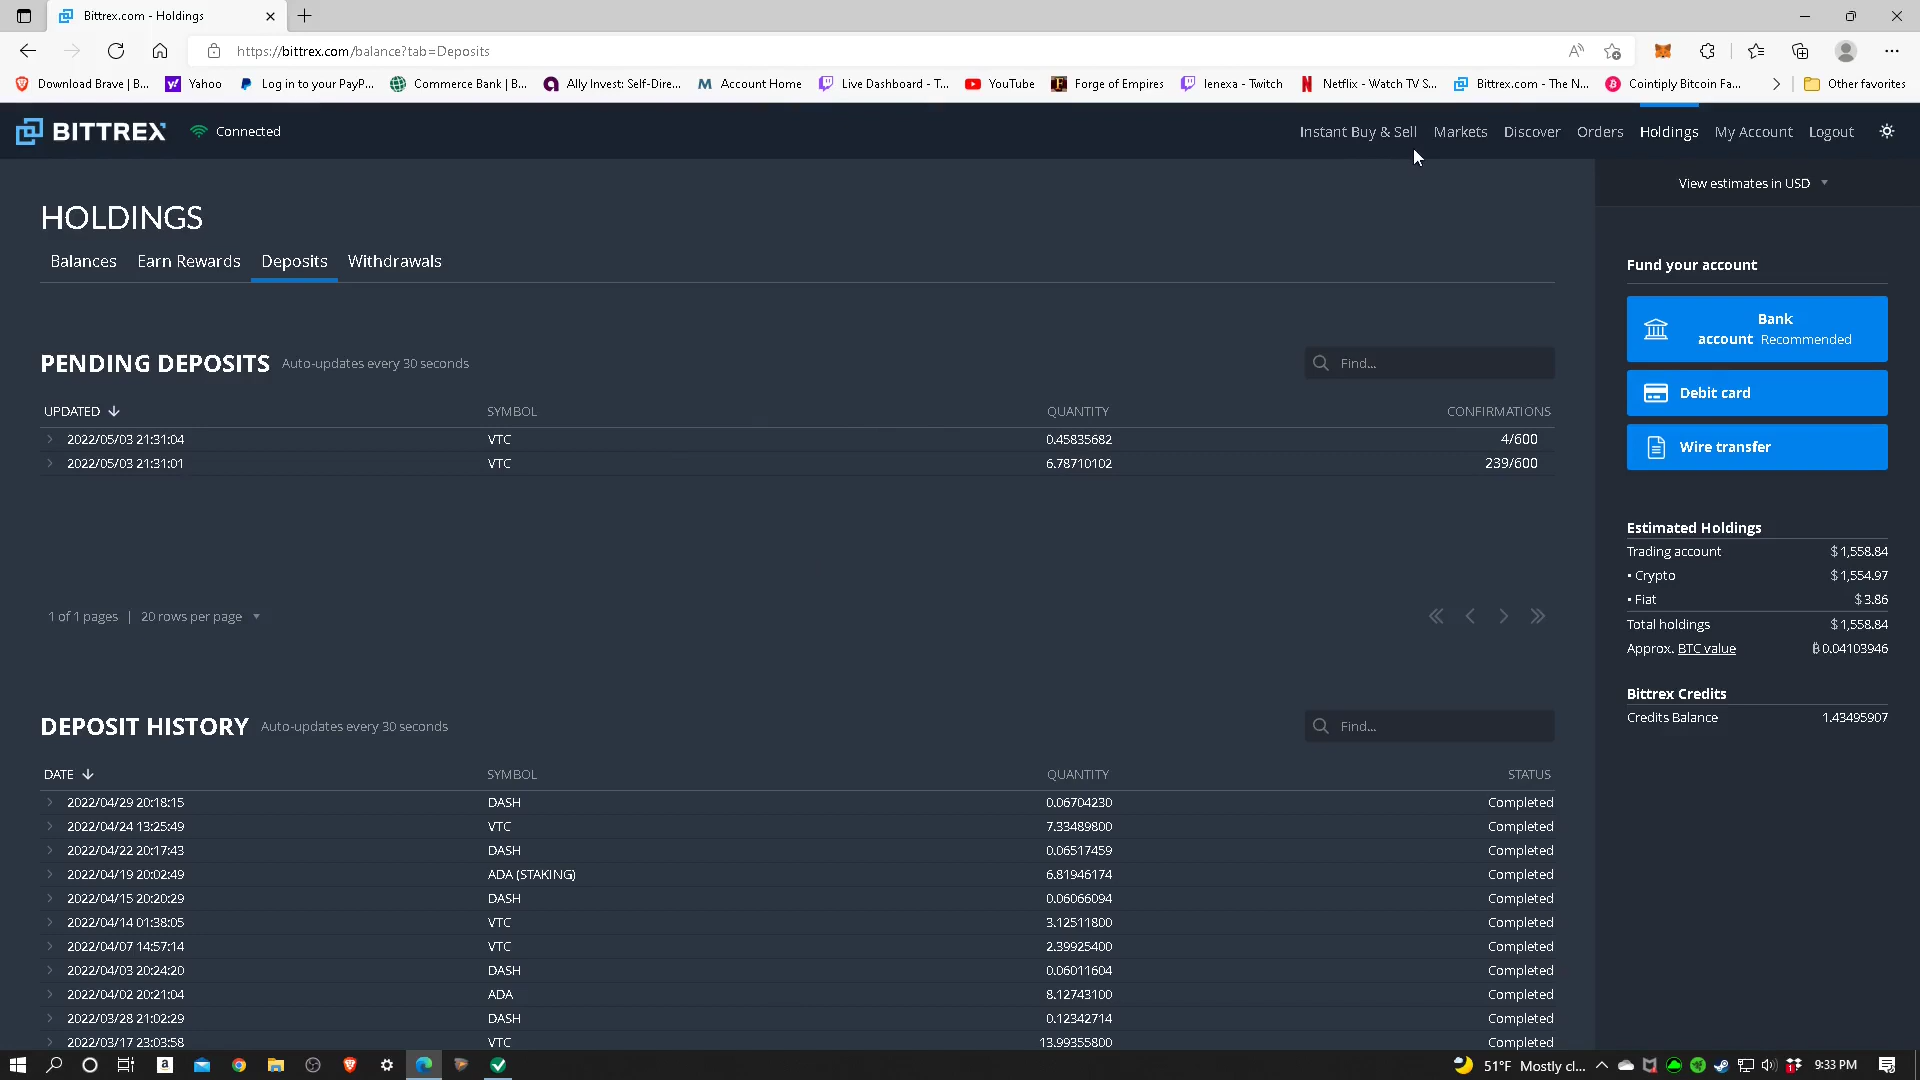 Bittrex.com - Holdings
https://bittrex.com/balance?tab=Deposits
Download Brave | B... Yahoo Log in to your PayP... Commerce Bank | B... Ally Invest: Self-Dire... Account Home Live Dashboard - T... YouTube Forge of Empires lenexa - Twitch Netflix - Watch TV S... Bittrex.com - The N... Cointiply Bitcoin Fa... Other favorites
BITTREX Connected Instant Buy & Sell Markets Discover Orders Holdings My Account Logout
View estimates in USD
HOLDINGS
Balances Earn Rewards Deposits Withdrawals
PENDING DEPOSITS Auto-updates every 30 seconds Find...
UPDATED SYMBOL QUANTITY CONFIRMATIONS
2022/05/03 21:31:04 VTC 0.45835682 4/600
2022/05/03 21:31:01 VTC 6.78710102 239/600
1 of 1 pages | 20 rows per page
DEPOSIT HISTORY Auto-updates every 30 seconds Find...
DATE SYMBOL QUANTITY STATUS
2022/04/29 20:18:15 DASH 0.06704230 Completed
2022/04/24 13:25:49 VTC 7.33489800 Completed
2022/04/22 20:17:43 DASH 0.06517459 Completed
2022/04/19 20:02:49 ADA (STAKING) 6.81946174 Completed
2022/04/15 20:20:29 DASH 0.06066094 Completed
2022/04/14 01:38:05 VTC 3.12511800 Completed
2022/04/07 14:57:14 VTC 2.39925400 Completed
2022/04/03 20:24:20 DASH 0.06011604 Completed
2022/04/02 20:21:04 ADA 8.12743100 Completed
2022/03/28 21:02:29 DASH 0.12342714 Completed
2022/03/17 23:03:58 VTC 13.99355800 Completed
Fund your account
Bank
account Recommended
Debit card
Wire transfer
Estimated Holdings
Trading account $ 1,558.84
• Crypto $ 1,554.97
• Fiat $ 3.86
Total holdings $ 1,558.84
Approx. BTC value ₿ 0.04103946
Bittrex Credits
Credits Balance 1.43495907
51°F Mostly cl... 9:33 PM